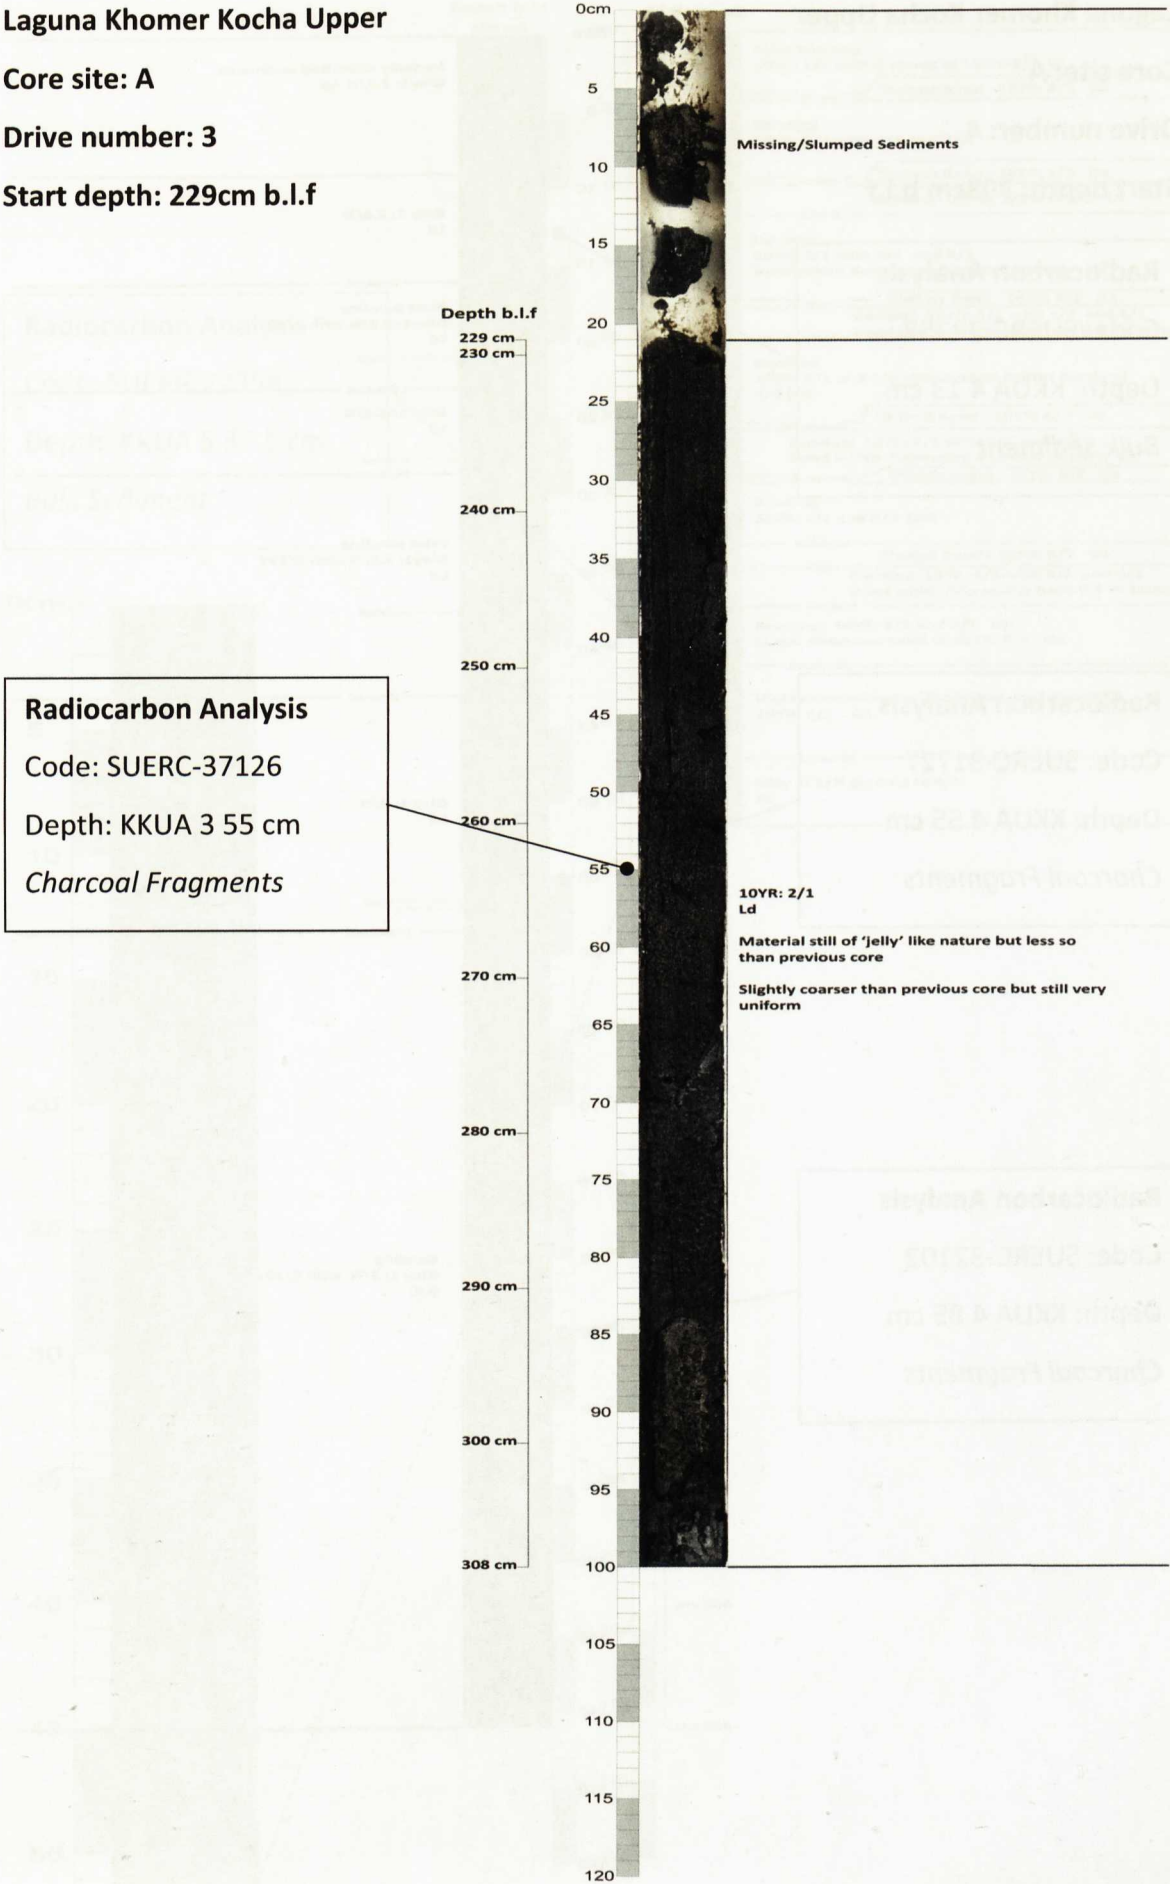 Laguna Khomer Kocha Upper
Core site: A
Drive number: 3
Start depth: 229cm b.l.f
0cm
5
10
15
20
25
30
35
40
45
50
55
60
65
70
75
80
85
90
95
100
105
110
115
120
Missing/Slumped Sediments
Depth b.l.f
229 cm
230 cm
240 cm
250 cm
260 cm
270 cm
280 cm
290 cm
300 cm
308 cm
Radiocarbon Analysis
Code: SUERC-37126
Depth: KKUA 3 55 cm
Charcoal Fragments
10YR: 2/1
Ld
Material still of 'jelly' like nature but less so
than previous core
Slightly coarser than previous core but still very
uniform